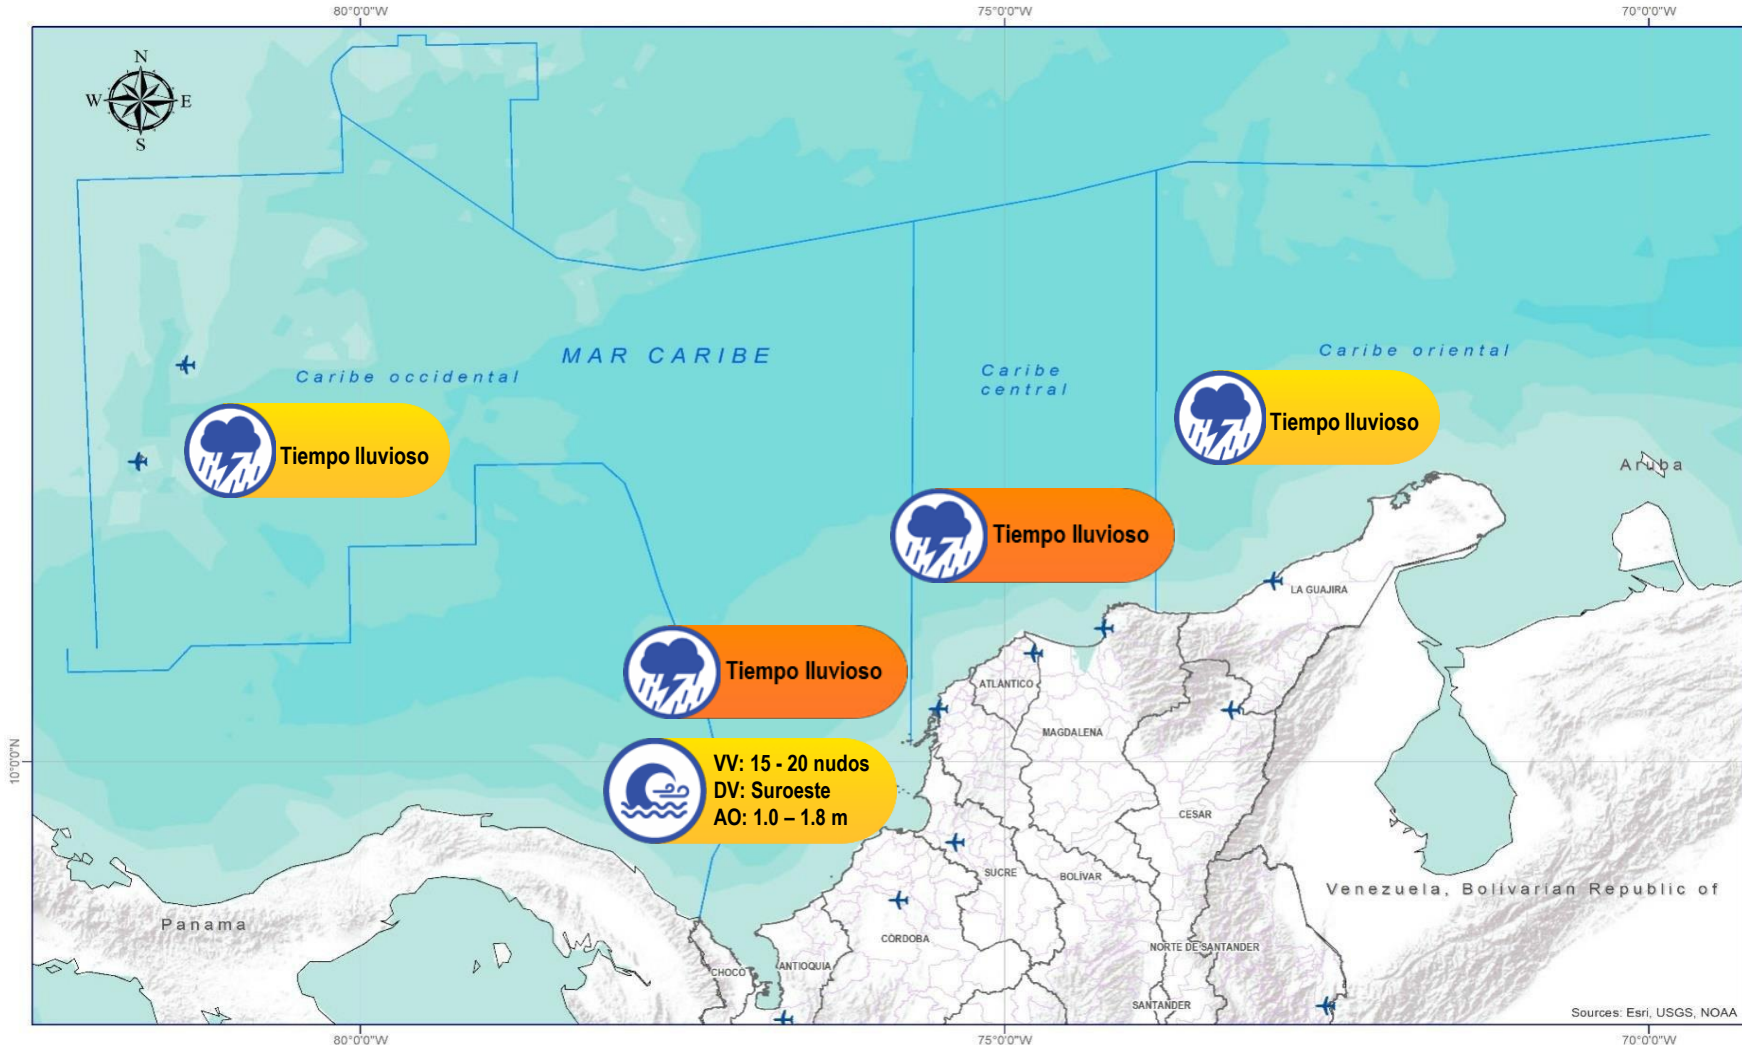 80°0'0"W
75°0'0"W
70°0'0"W
N
W
E
S
MAR CARIBE
Caribe occidental
Caribe
central
Caribe oriental
Tiempo lluvioso
Tiempo lluvioso
Aruba
Tiempo lluvioso
LA GUAJIRA
Tiempo lluvioso
ATLÁNTICO
MAGDALENA
10°0'0"N
VV: 15 - 20 nudos
DV: Suroeste
AO: 1.0 – 1.8 m
CESAR
SUCRE
BOLÍVAR
Venezuela, Bolivarian Republic of
Panama
CÓRDOBA
NORTE DE SANTANDER
CHOCÓ
ANTIOQUIA
SANTANDER
Sources: Esri, USGS, NOAA
80°0'0"W
75°0'0"W
70°0'0"W